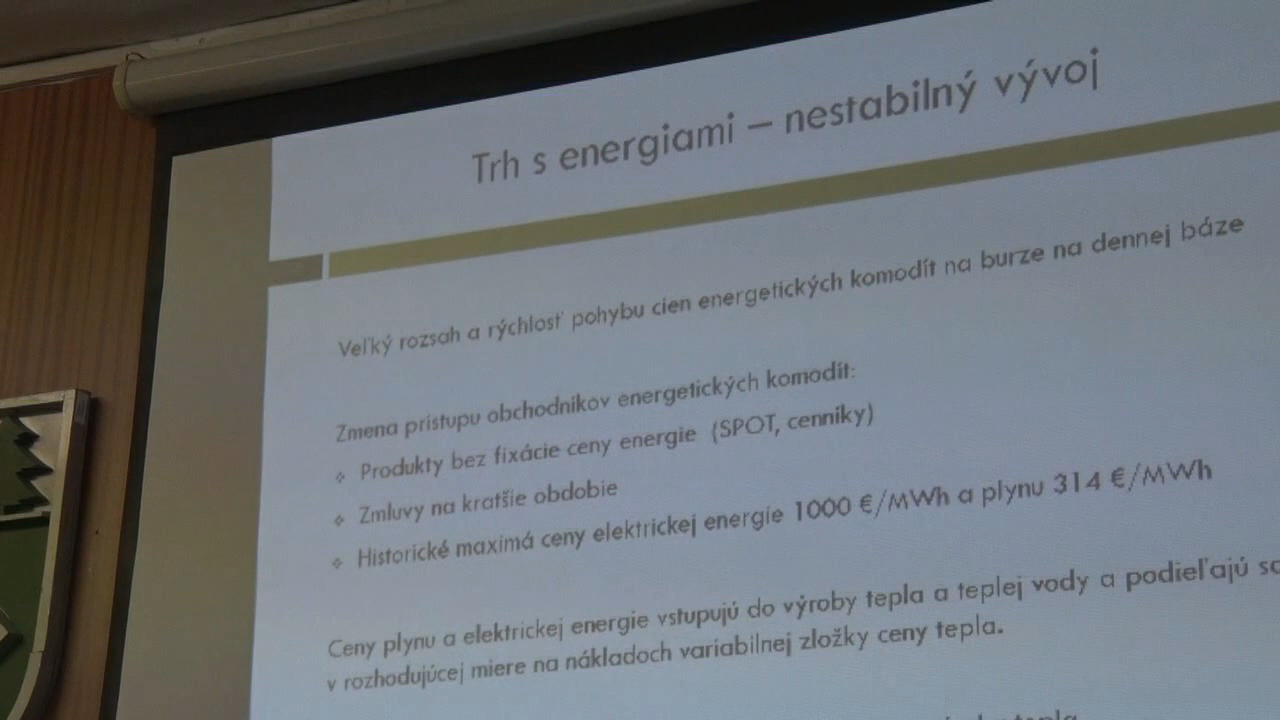 Trh s energiami – nestabilný vývoj
Veľký rozsah a rýchlosť pohybu cien energetických komodít na burze na dennej báze
Zmena prístupu obchodníkov energetických komodít:
Produkty bez fixácie ceny energie (SPOT, cenníky)
Zmluvy na kratšie obdobie
Historické maximá ceny elektrickej energie 1000 €/MWh a plynu 314 €/MWh
Ceny plynu a elektrickej energie vstupujú do výroby tepla a teplej vody a podieľajú sa
v rozhodujúcej miere na nákladoch variabilnej zložky ceny tepla.
tepla